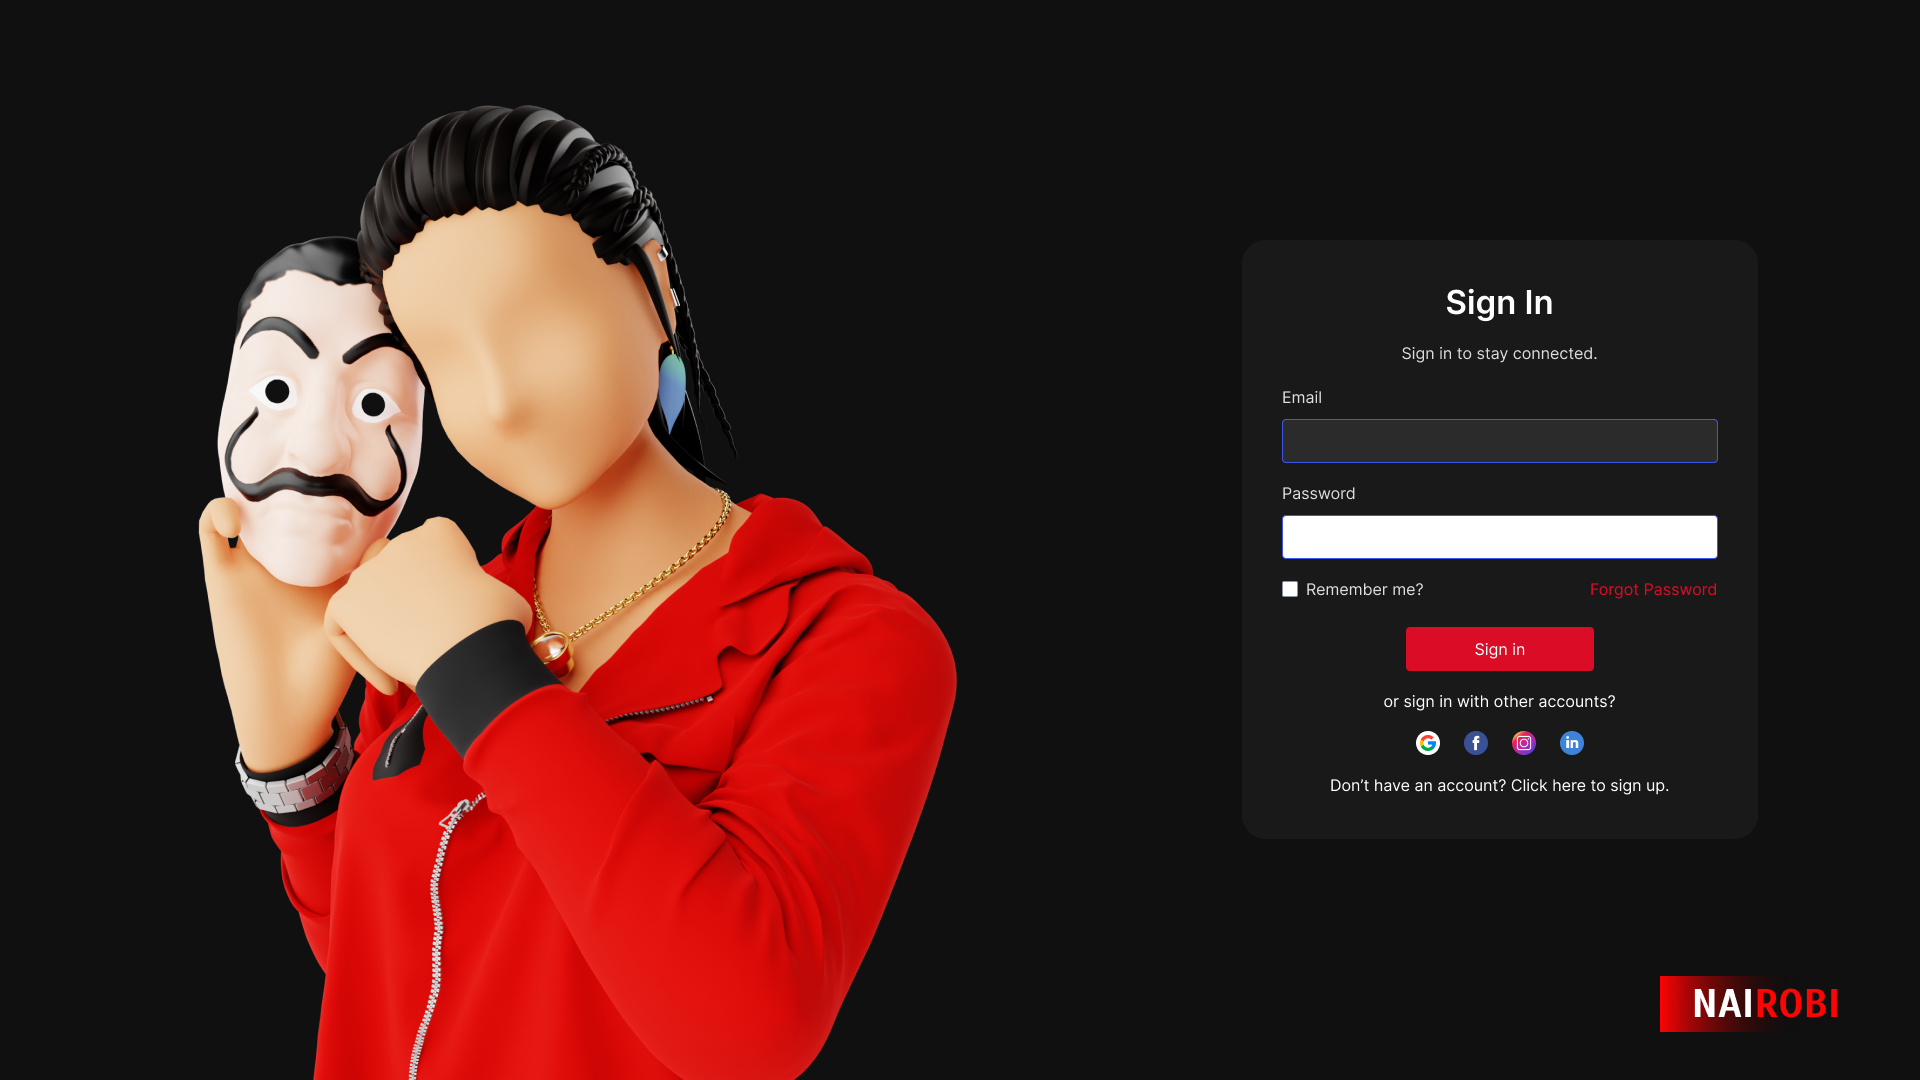 Sign In
Sign in to stay connected.
Email
Password
Remember me?
Forgot Password
Sign in
or sign in with other accounts?
G f in
Don’t have an account? Click here to sign up.
NAIROBI